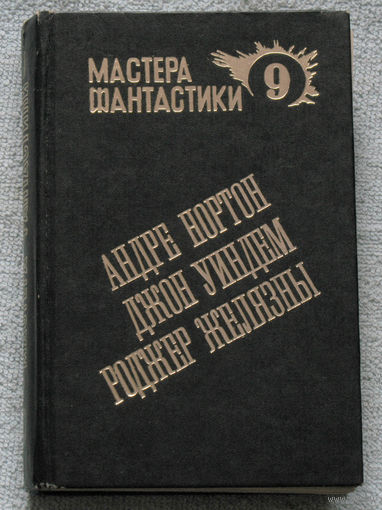 МАСТЕРА
ФАНТАСТИКИ
9
АНДРЕ НОРТОН
ДЖОН УИНДЕМ
РОДЖЕР ЖЕЛЯЗНЫ